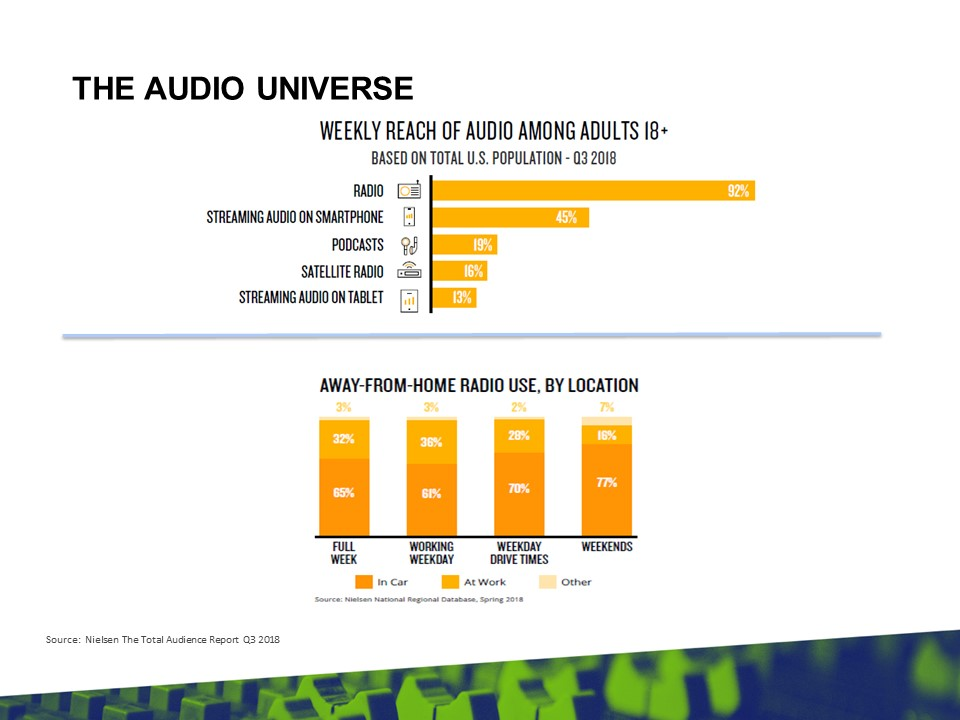 THE AUDIO UNIVERSE
WEEKLY REACH OF AUDIO AMONG ADULTS 18+
BASED ON TOTAL U.S. POPULATION - Q3 2018
RADIO 92%
STREAMING AUDIO ON SMARTPHONE 45%
PODCASTS 19%
SATELLITE RADIO 16%
STREAMING AUDIO ON TABLET 13%
AWAY-FROM-HOME RADIO USE, BY LOCATION
3% 3% 2% 7%
32% 36% 28% 16%
65% 61% 70% 77%
FULL WORKING WEEKDAY WEEKENDS
WEEK WEEKDAY DRIVE TIMES
In Car At Work Other
Source: Nielsen National Regional Database, Spring 2018
Source: Nielsen The Total Audience Report Q3 2018